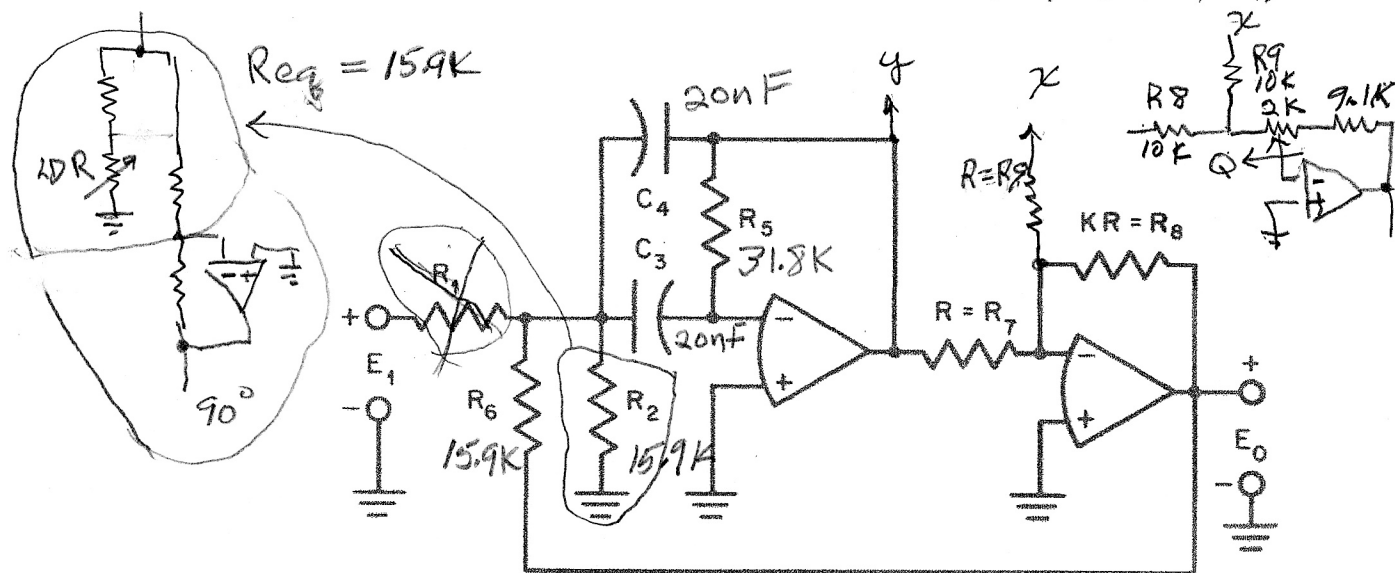 Req = 15.9K
LDR
- +
90°
20nF
C4
R5
31.8K
C3
20nF
R1
+
E1
-
R6
15.9K
R2
15.9K
-
+
y
x
R=R9
KR = R8
R = R7
-
+
+
E0
-
x
R9
10K
R8
10K
2K
9.1K
Q
-
+